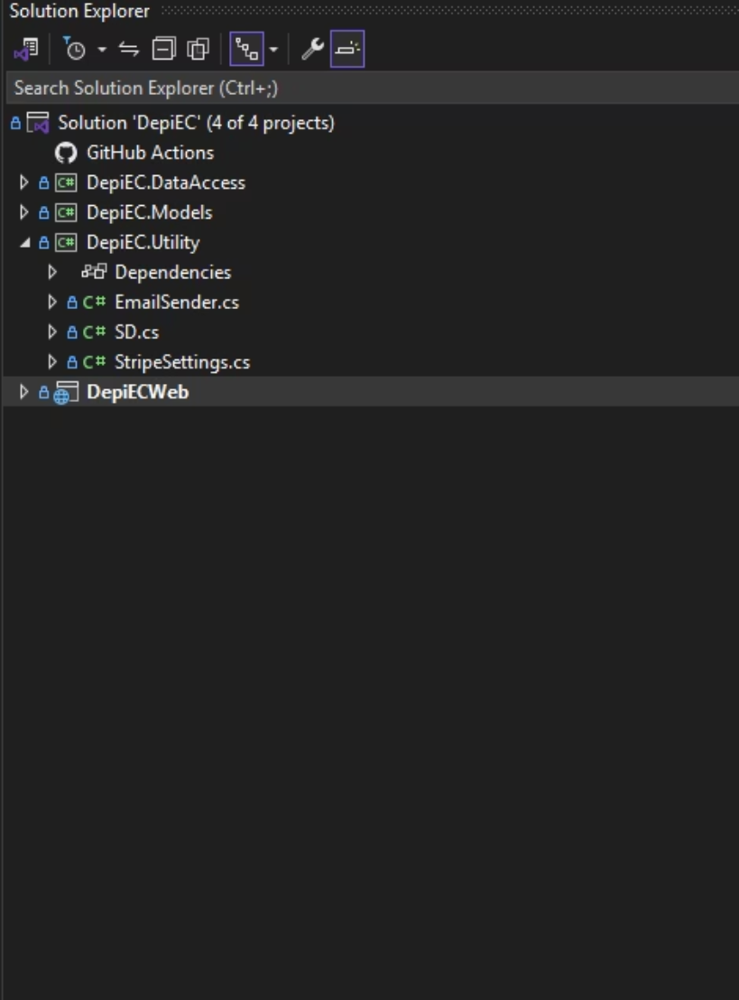 Solution Explorer
Search Solution Explorer (Ctrl+;)
Solution 'DepiEC' (4 of 4 projects)
GitHub Actions
C# DepiEC.DataAccess
C# DepiEC.Models
C# DepiEC.Utility
Dependencies
C# EmailSender.cs
C# SD.cs
C# StripeSettings.cs
DepiECWeb